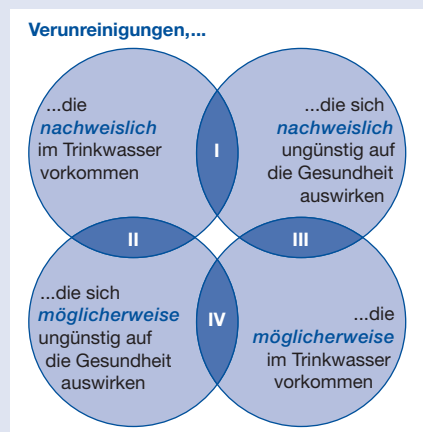 Verunreinigungen,...
...die
nachweislich
im Trinkwasser
vorkommen
I
...die sich
nachweislich
ungünstig auf
die Gesundheit
auswirken
II
III
...die sich
möglicherweise
ungünstig auf
die Gesundheit
auswirken
IV
...die
möglicherweise
im Trinkwasser
vorkommen